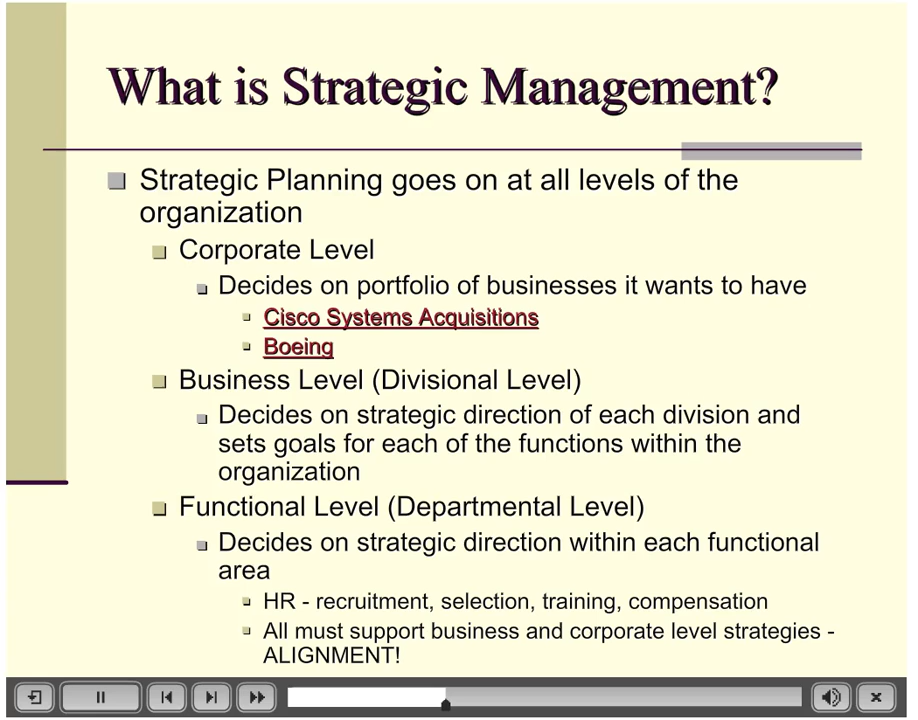 What is Strategic Management?
Strategic Planning goes on at all levels of the
organization
Corporate Level
Decides on portfolio of businesses it wants to have
Cisco Systems Acquisitions
Boeing
Business Level (Divisional Level)
Decides on strategic direction of each division and
sets goals for each of the functions within the
organization
Functional Level (Departmental Level)
Decides on strategic direction within each functional
area
HR - recruitment, selection, training, compensation
All must support business and corporate level strategies -
ALIGNMENT!